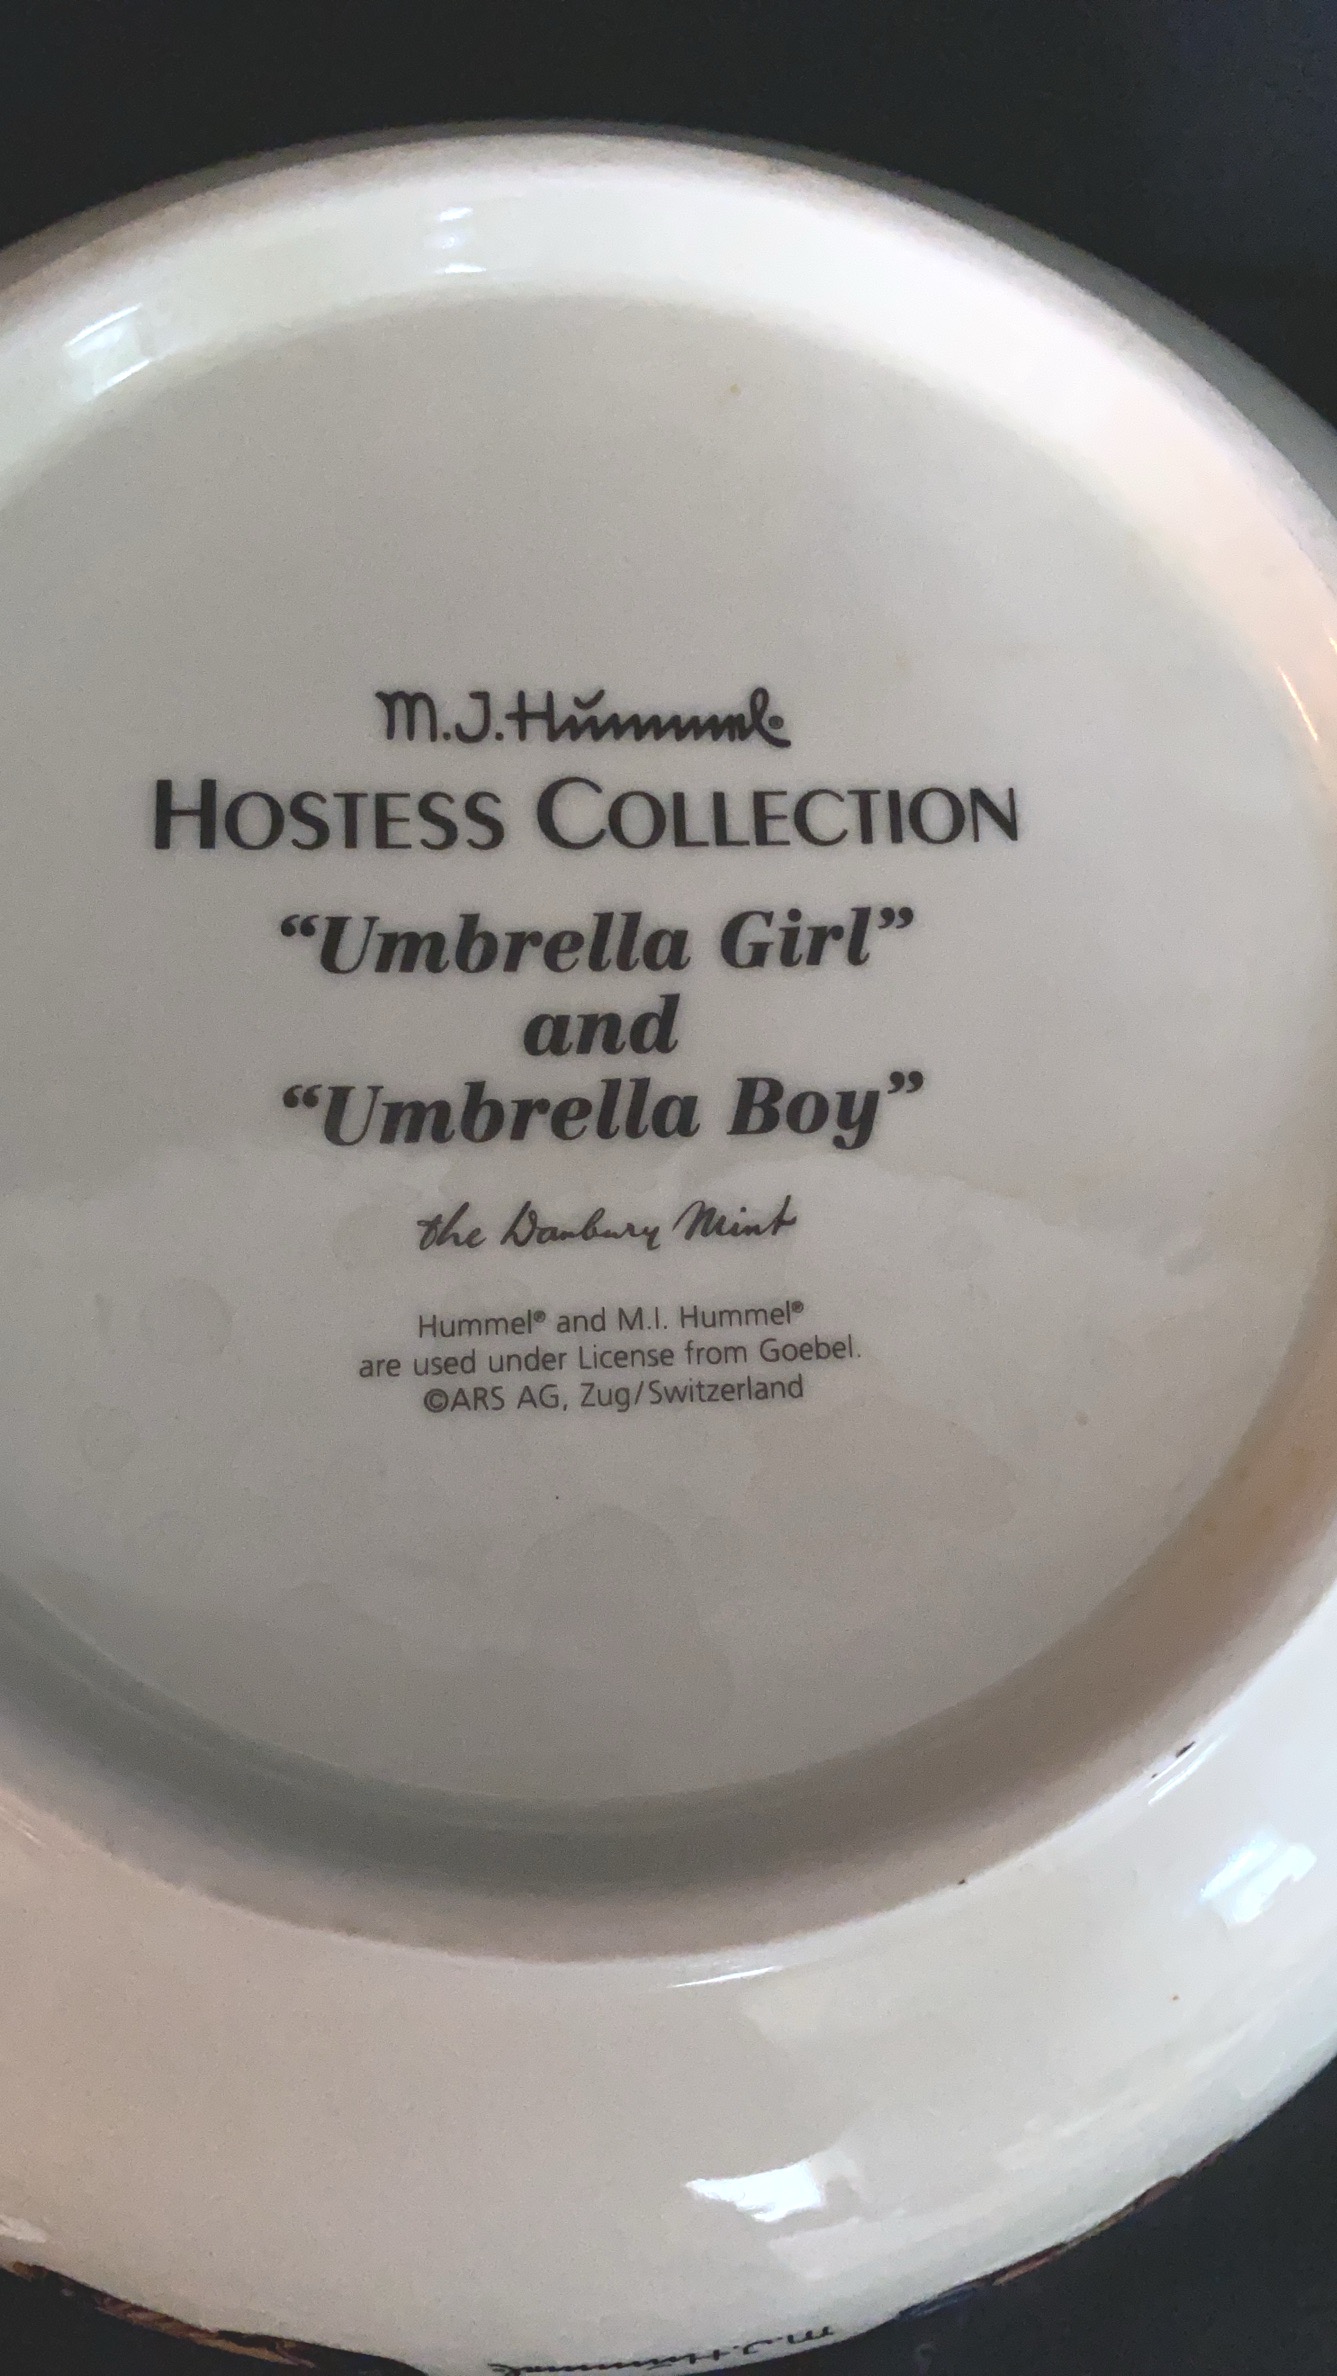 M.J.Hummel
HOSTESS COLLECTION
“Umbrella Girl”
and
“Umbrella Boy”
the Danbury Mint
Hummel® and M.I. Hummel®
are used under License from Goebel.
©ARS AG, Zug/Switzerland
M.J.Hummel